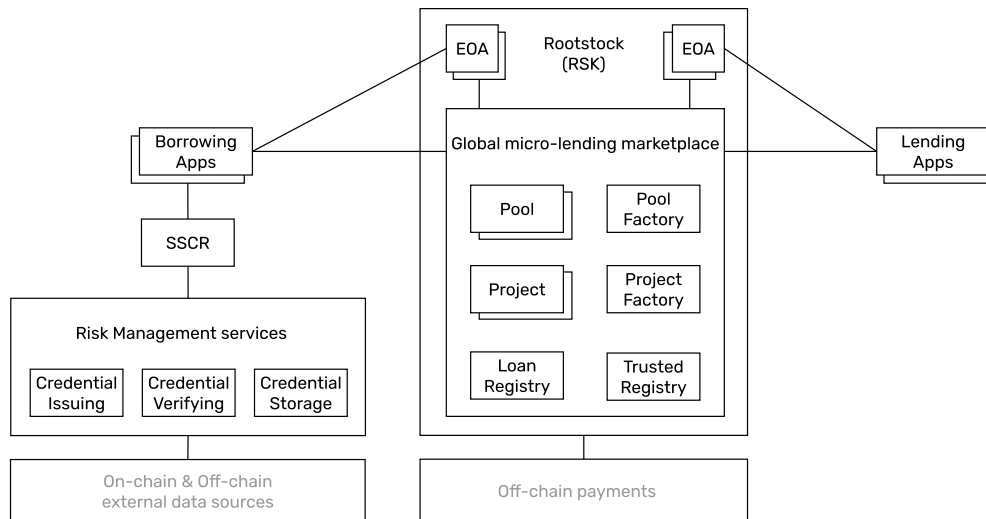 EOA
Rootstock
(RSK)
EOA
Borrowing
Apps
Global micro-lending marketplace
Lending
Apps
Pool
Pool
Factory
SSCR
Project
Project
Factory
Risk Management services
Loan
Registry
Trusted
Registry
Credential
Issuing
Credential
Verifying
Credential
Storage
On-chain & Off-chain
external data sources
Off-chain payments